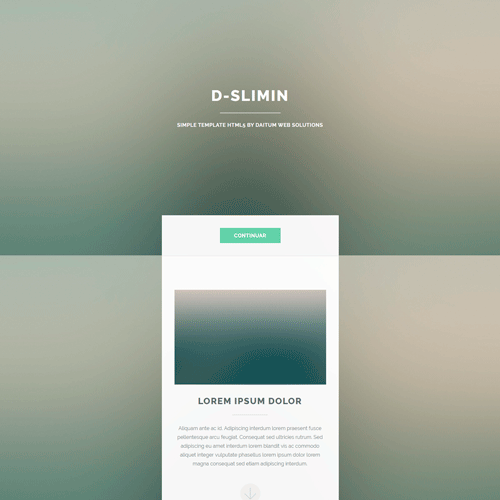 D-SLIMIN
SIMPLE TEMPLATE HTML5 BY DAITUM WEB SOLUTIONS
CONTINUAR
LOREM IPSUM DOLOR
Aliquam ante ac id. Adipiscing interdum lorem praesent fusce
pellentesque arcu feugiat. Consequat sed ultricies rutrum. Sed
adipiscing eu amet interdum lorem blandit vis ac commodo
aliquet integer vulputate phasellus lorem ipsum dolor lorem
magna consequat sed etiam adipiscing interdum.